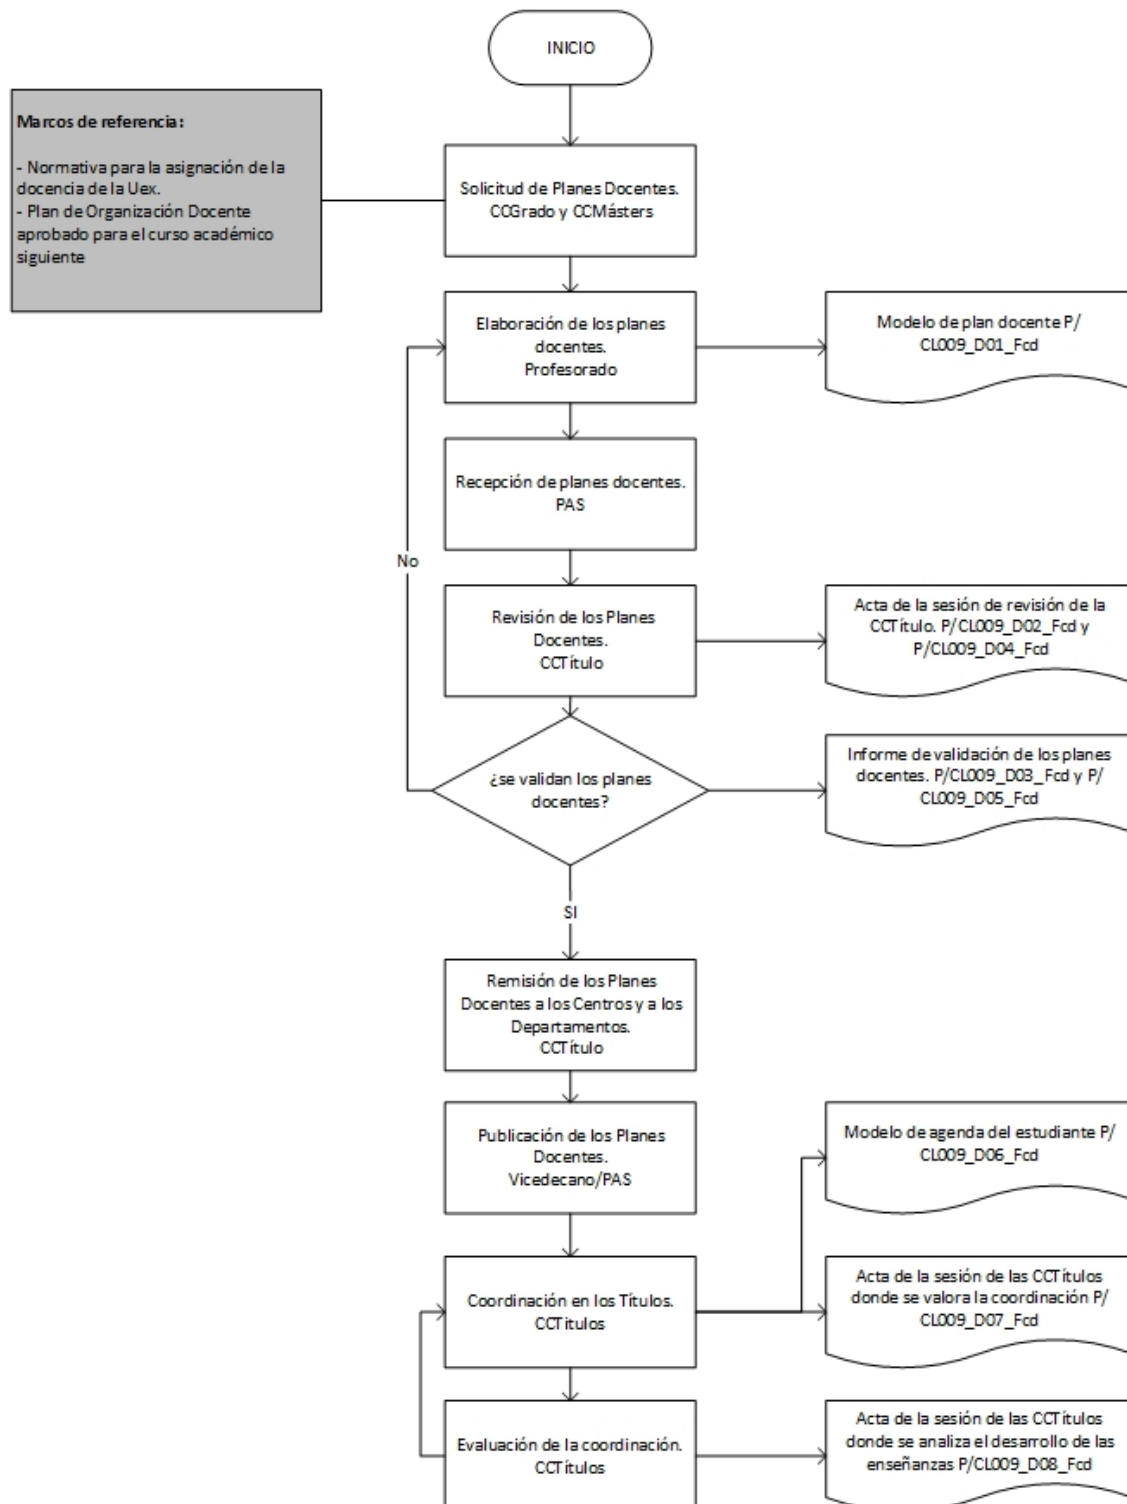 INICIO
Marcos de referencia:
- Normativa para la asignación de la
docencia de la Uex.
- Plan de Organización Docente
aprobado para el curso académico
siguiente
Solicitud de Planes Docentes.
CCGrado y CCMásters
Elaboración de los planes
docentes.
Profesorado
Modelo de plan docente P/
CL009_D01_Fcd
Recepción de planes docentes.
PAS
No
Revisión de los Planes
Docentes.
CCTítulo
Acta de la sesión de revisión de la
CCTítulo. P/CL009_D02_Fcd y
P/CL009_D04_Fcd
¿se validan los planes
docentes?
Informe de validación de los planes
docentes. P/CL009_D03_Fcd y P/
CL009_D05_Fcd
SI
Remisión de los Planes
Docentes a los Centros y a los
Departamentos.
CCTítulo
Publicación de los Planes
Docentes.
Vicedecano/PAS
Modelo de agenda del estudiante P/
CL009_D06_Fcd
Coordinación en los Títulos.
CCTitulos
Acta de la sesión de las CCTítulos
donde se valora la coordinación P/
CL009_D07_Fcd
Evaluación de la coordinación.
CCTítulos
Acta de la sesión de las CCTítulos
donde se analiza el desarrollo de las
enseñanzas P/CL009_D08_Fcd